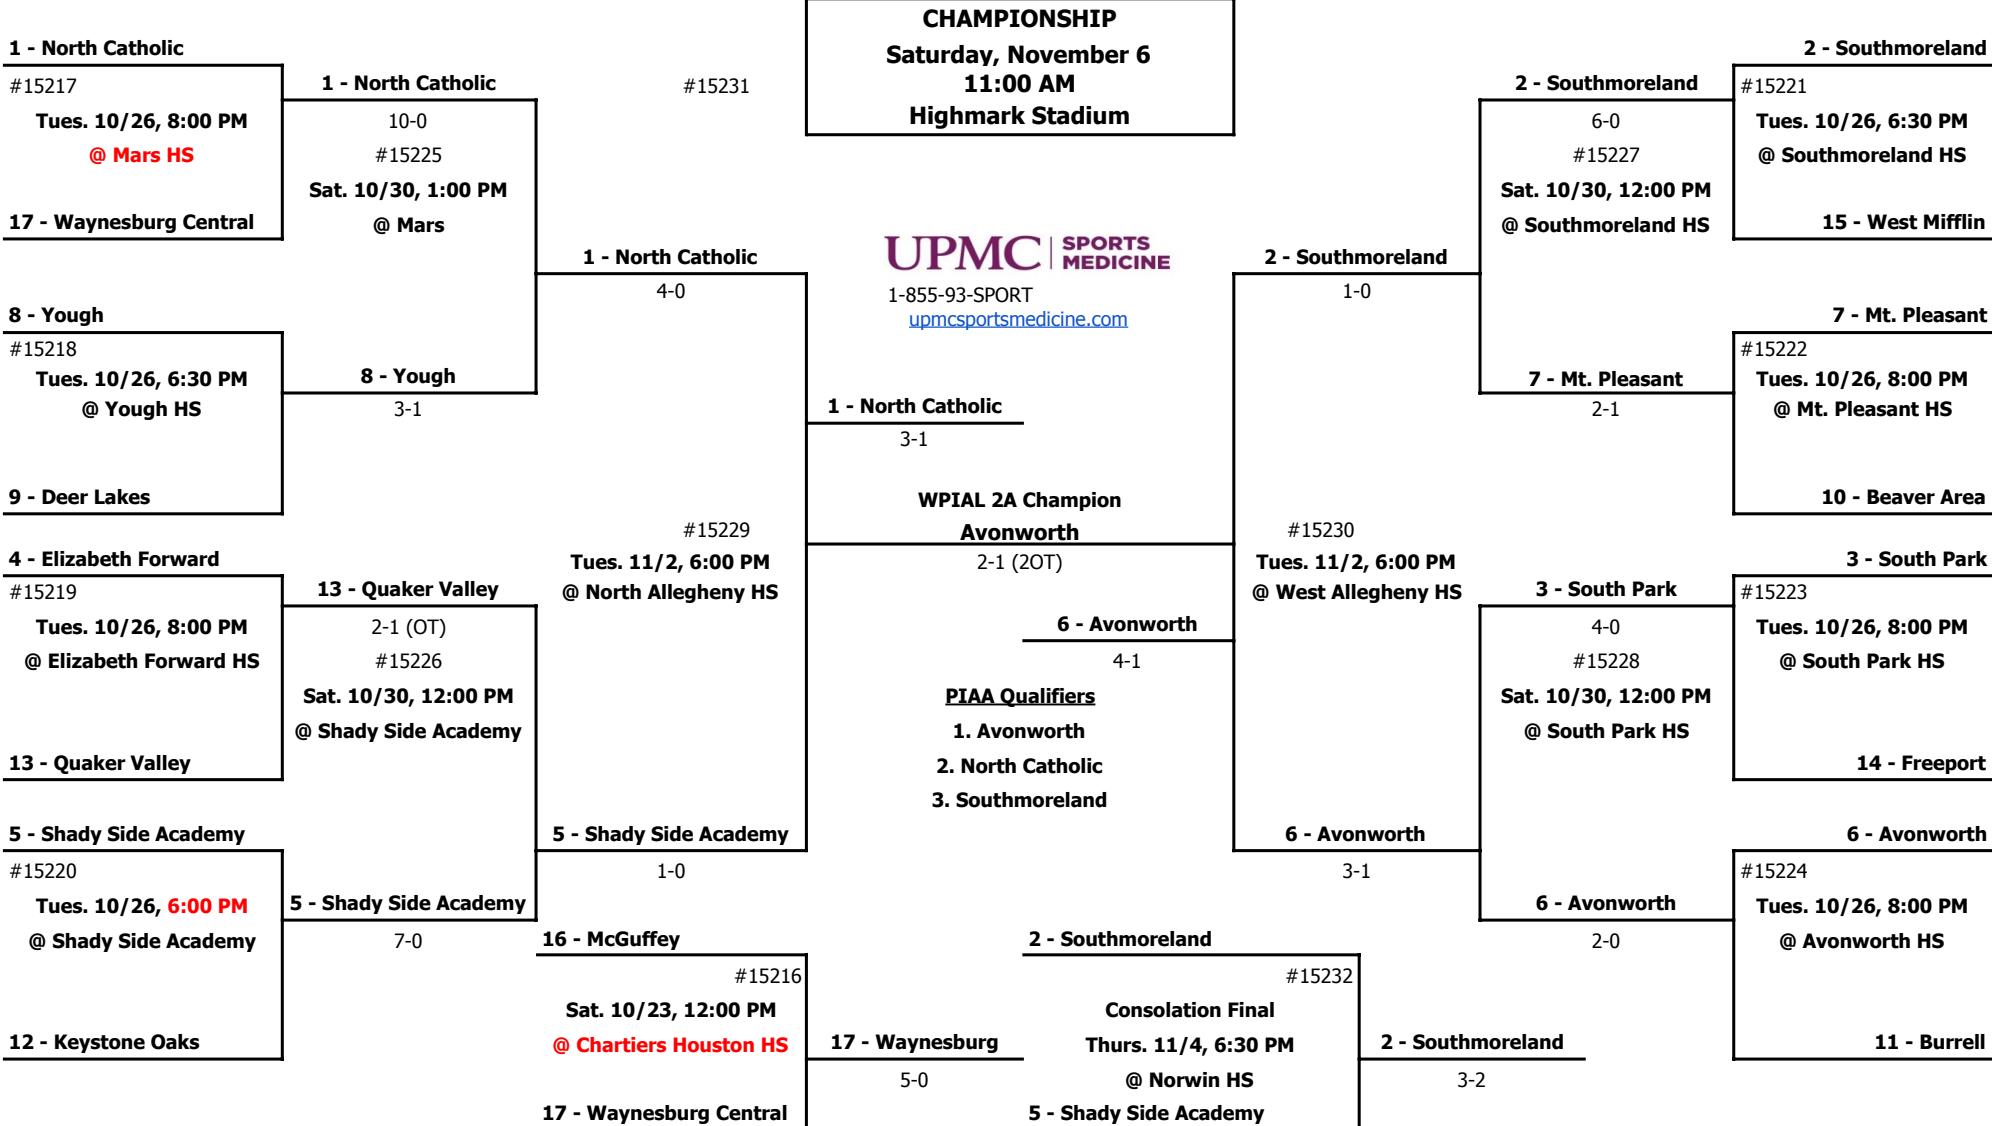 CHAMPIONSHIP
Saturday, November 6
11:00 AM
Highmark Stadium
#15231
1 - North Catholic
#15217
Tues. 10/26, 8:00 PM
@ Mars HS
17 - Waynesburg Central
8 - Yough
#15218
Tues. 10/26, 6:30 PM
@ Yough HS
9 - Deer Lakes
4 - Elizabeth Forward
#15219
Tues. 10/26, 8:00 PM
@ Elizabeth Forward HS
13 - Quaker Valley
5 - Shady Side Academy
#15220
Tues. 10/26, 6:00 PM
@ Shady Side Academy
12 - Keystone Oaks
1 - North Catholic
10-0
#15225
Sat. 10/30, 1:00 PM
@ Mars
8 - Yough
3-1
13 - Quaker Valley
2-1 (OT)
#15226
Sat. 10/30, 12:00 PM
@ Shady Side Academy
5 - Shady Side Academy
7-0
1 - North Catholic
4-0
#15229
Tues. 11/2, 6:00 PM
@ North Allegheny HS
5 - Shady Side Academy
1-0
16 - McGuffey
#15216
Sat. 10/23, 12:00 PM
@ Chartiers Houston HS
17 - Waynesburg Central
17 - Waynesburg
5-0
UPMC | SPORTS MEDICINE
1-855-93-SPORT
upmcsportsmedicine.com
1 - North Catholic
3-1
WPIAL 2A Champion
Avonworth
2-1 (2OT)
6 - Avonworth
4-1
PIAA Qualifiers
1. Avonworth
2. North Catholic
3. Southmoreland
2 - Southmoreland
#15232
Consolation Final
Thurs. 11/4, 6:30 PM
@ Norwin HS
5 - Shady Side Academy
2 - Southmoreland
3-2
2 - Southmoreland
1-0
#15230
Tues. 11/2, 6:00 PM
@ West Allegheny HS
6 - Avonworth
3-1
2 - Southmoreland
6-0
#15227
Sat. 10/30, 12:00 PM
@ Southmoreland HS
7 - Mt. Pleasant
2-1
3 - South Park
4-0
#15228
Sat. 10/30, 12:00 PM
@ South Park HS
6 - Avonworth
2-0
2 - Southmoreland
#15221
Tues. 10/26, 6:30 PM
@ Southmoreland HS
15 - West Mifflin
7 - Mt. Pleasant
#15222
Tues. 10/26, 8:00 PM
@ Mt. Pleasant HS
10 - Beaver Area
3 - South Park
#15223
Tues. 10/26, 8:00 PM
@ South Park HS
14 - Freeport
6 - Avonworth
#15224
Tues. 10/26, 8:00 PM
@ Avonworth HS
11 - Burrell